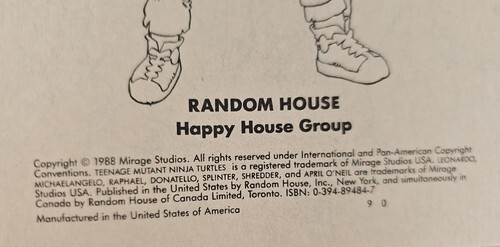 RANDOM HOUSE
Happy House Group
Copyright © 1988 Mirage Studios. All rights reserved under International and Pan-American Copyright
Conventions. TEENAGE MUTANT NINJA TURTLES is a registered trademark of Mirage Studios USA. LEONARDO,
MICHAELANGELO, RAPHAEL, DONATELLO, SPLINTER, SHREDDER, and APRIL O'NEIL are trademarks of Mirage
Studios USA. Published in the United States by Random House, Inc., New York, and simultaneously in
Canada by Random House of Canada Limited, Toronto. ISBN: 0-394-89484-7
Manufactured in the United States of America 9 0